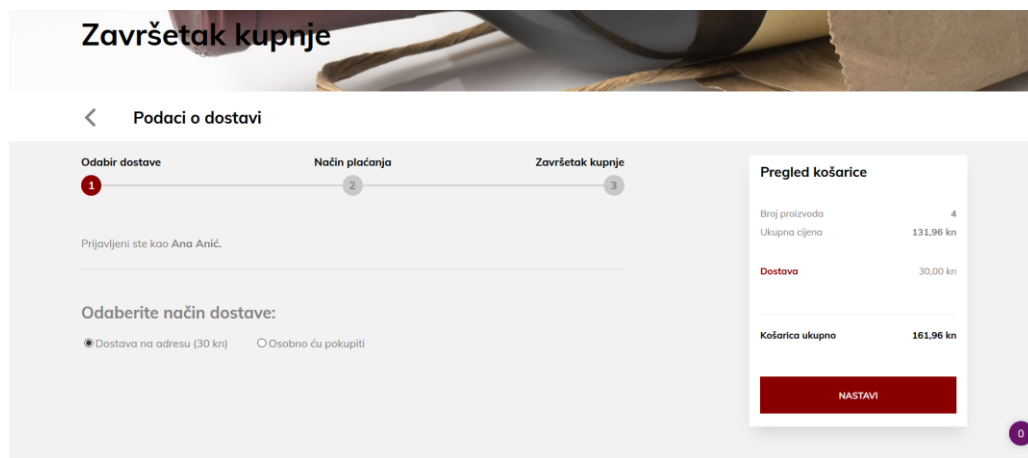 Završetak kupnje
Podaci o dostavi
Odabir dostave
Način plaćanja
Završetak kupnje
1
2
3
Prijavljeni ste kao Ana Anić.
Odaberite način dostave:
Dostava na adresu (30 kn)
Osobno ću pokupiti
Pregled košarice
Broj proizvoda 4
Ukupna cijena 131,96 kn
Dostava 30,00 kn
Košarica ukupno 161,96 kn
NASTAVI
0